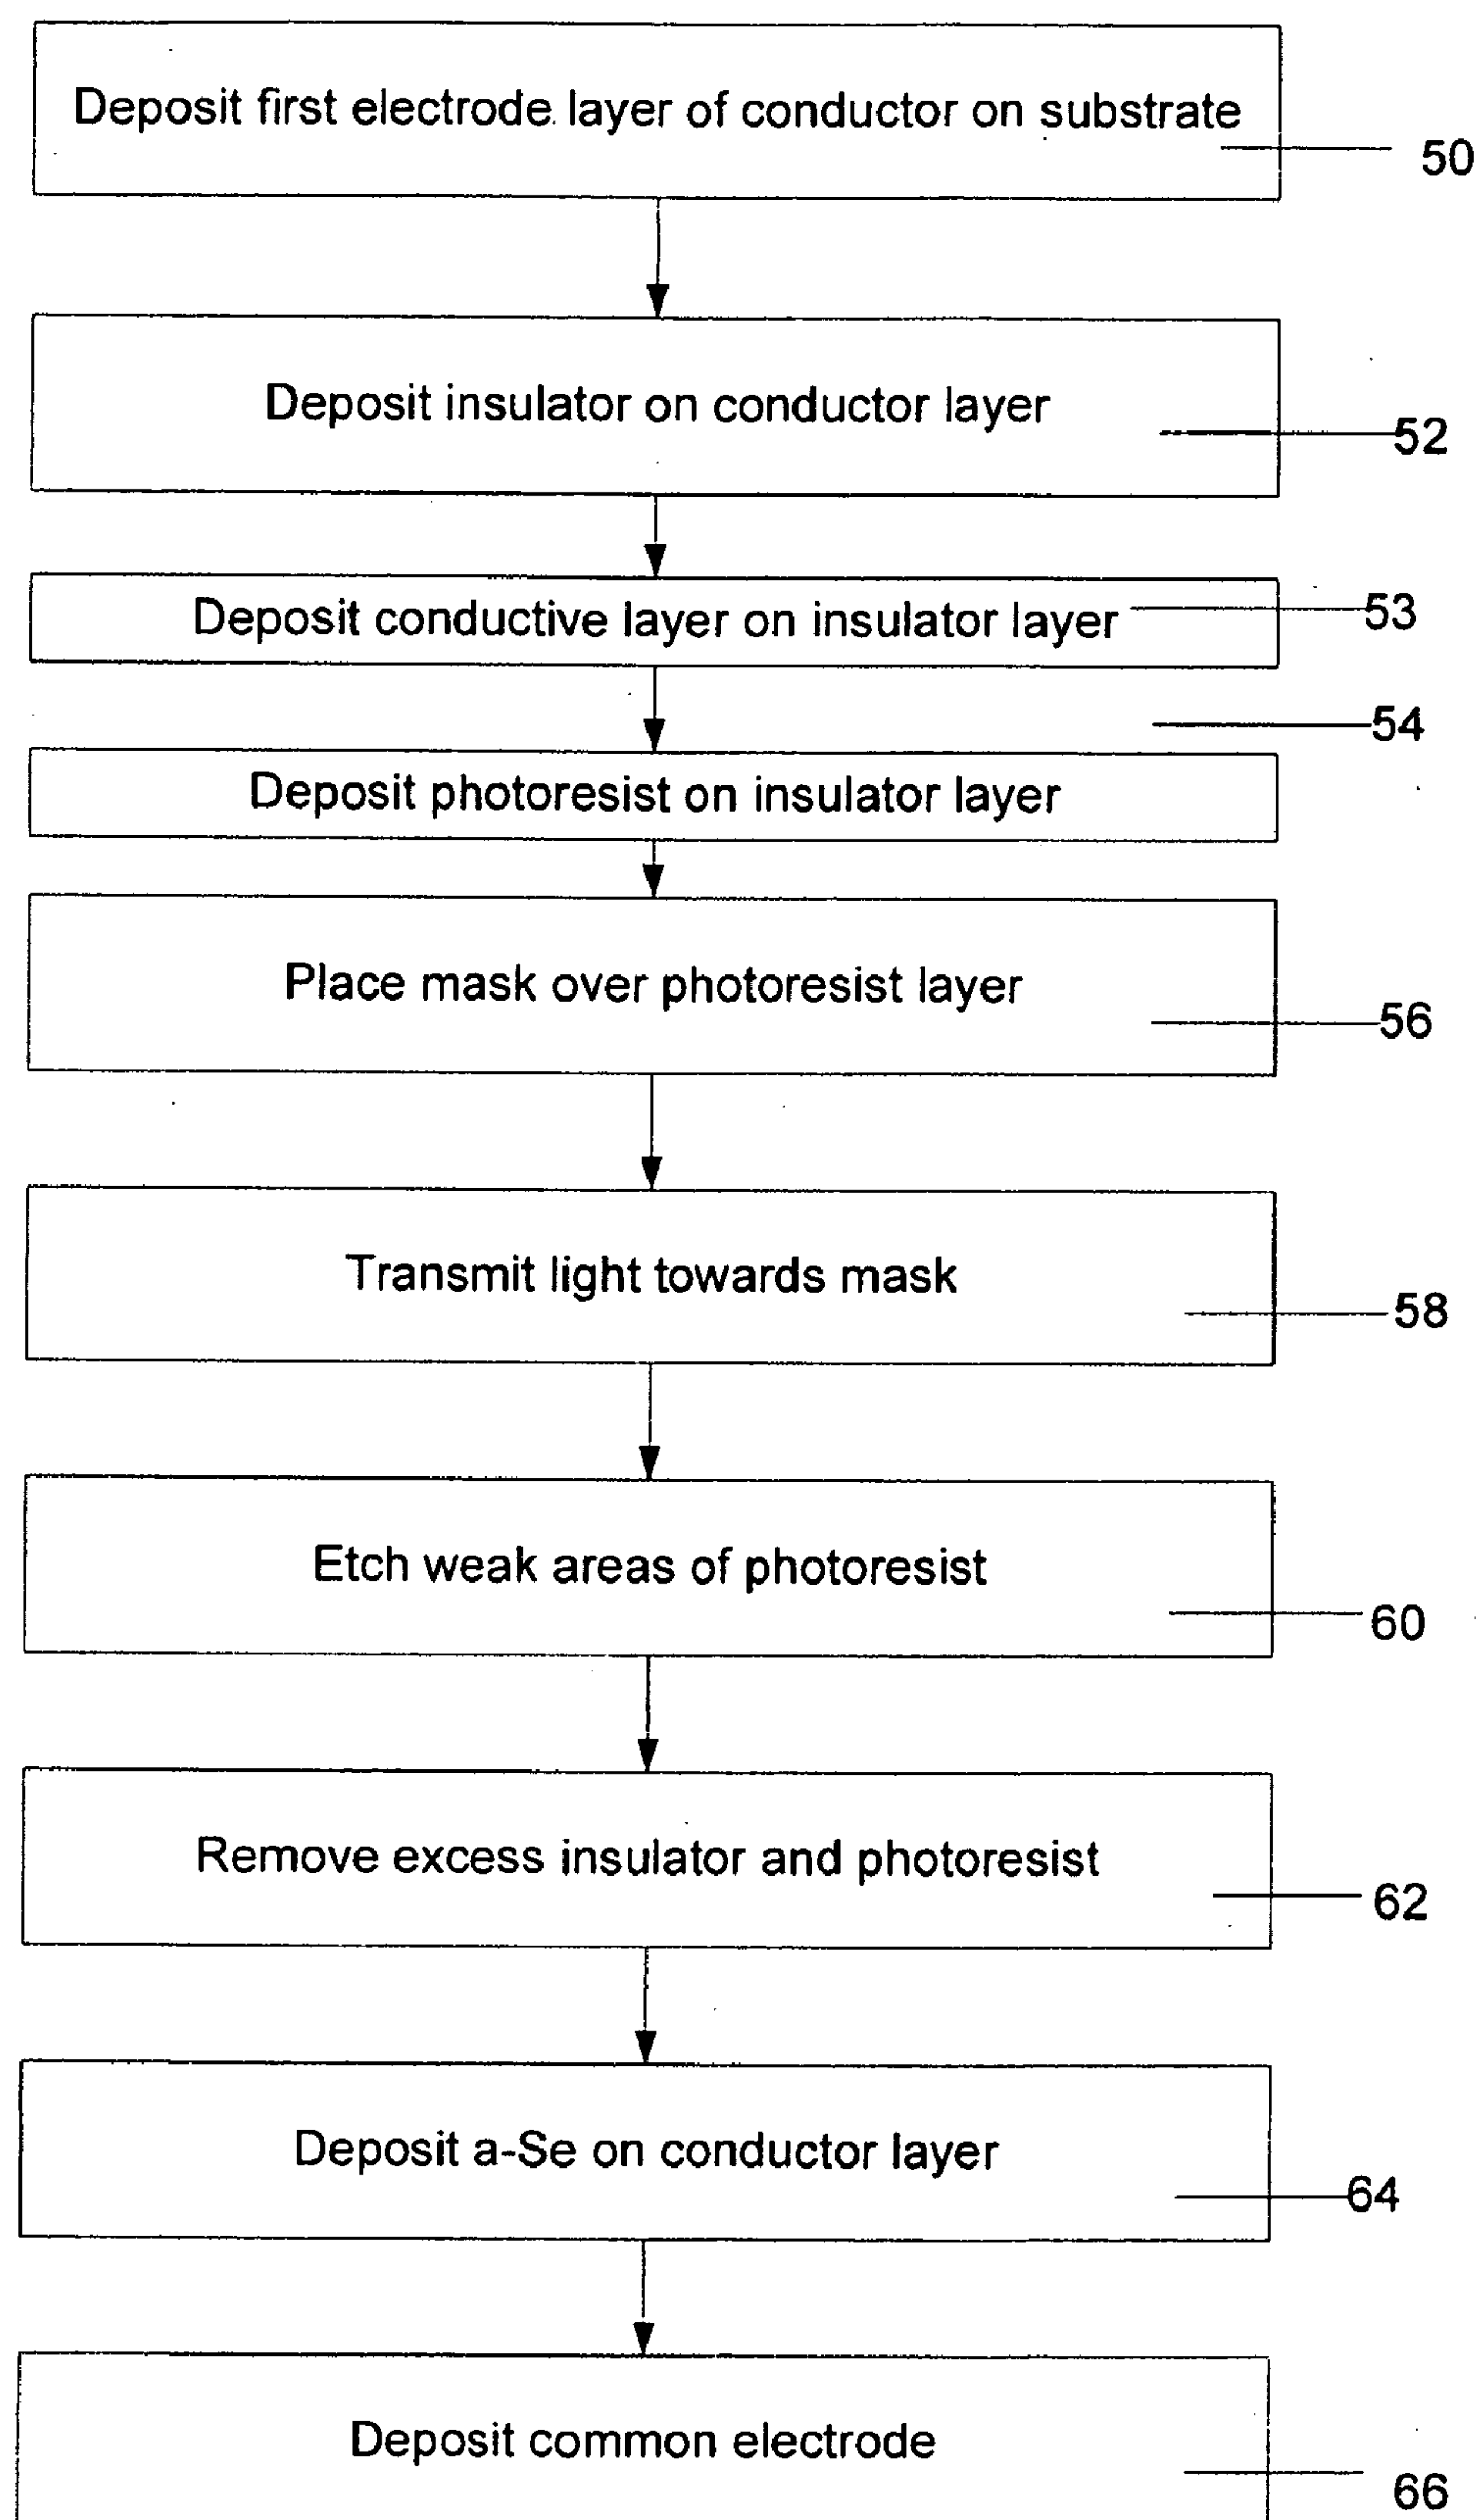 Deposit first electrode layer of conductor on substrate
50
Deposit insulator on conductor layer
52
Deposit conductive layer on insulator layer
53
54
Deposit photoresist on insulator layer
Place mask over photoresist layer
56
Transmit light towards mask
58
Etch weak areas of photoresist
60
Remove excess insulator and photoresist
62
Deposit a-Se on conductor layer
64
Deposit common electrode
66